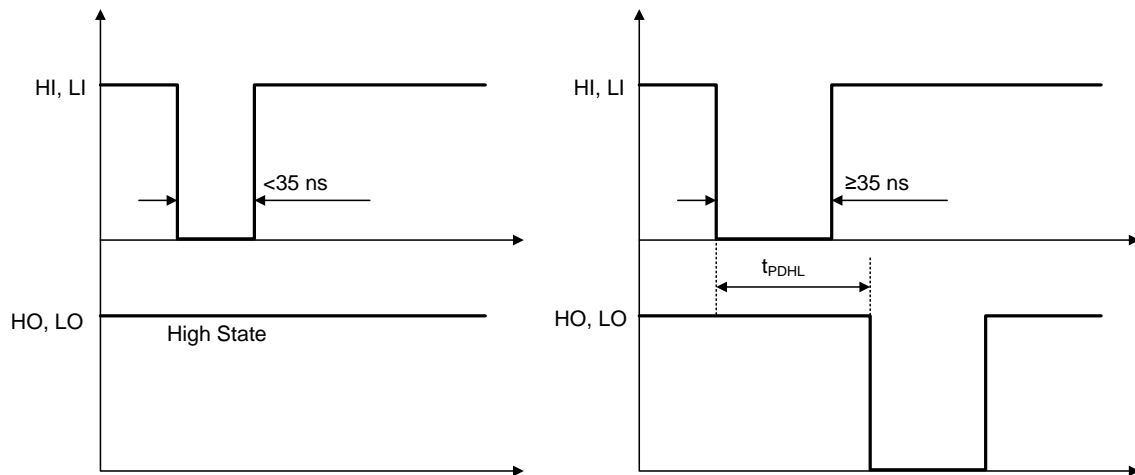 HI, LI
<35 ns
HO, LO
High State
HI, LI
≥35 ns
tPDHL
HO, LO